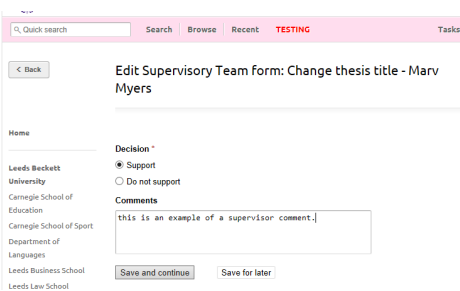 Quick search Search Browse Recent TESTING Tasks
< Back
Edit Supervisory Team form: Change thesis title - Marv
Myers
Home
Decision *
Support
Do not support
Comments
this is an example of a supervisor comment.
Save and continue Save for later
Leeds Beckett
University
Carnegie School of
Education
Carnegie School of Sport
Department of
Languages
Leeds Business School
Leeds Law School